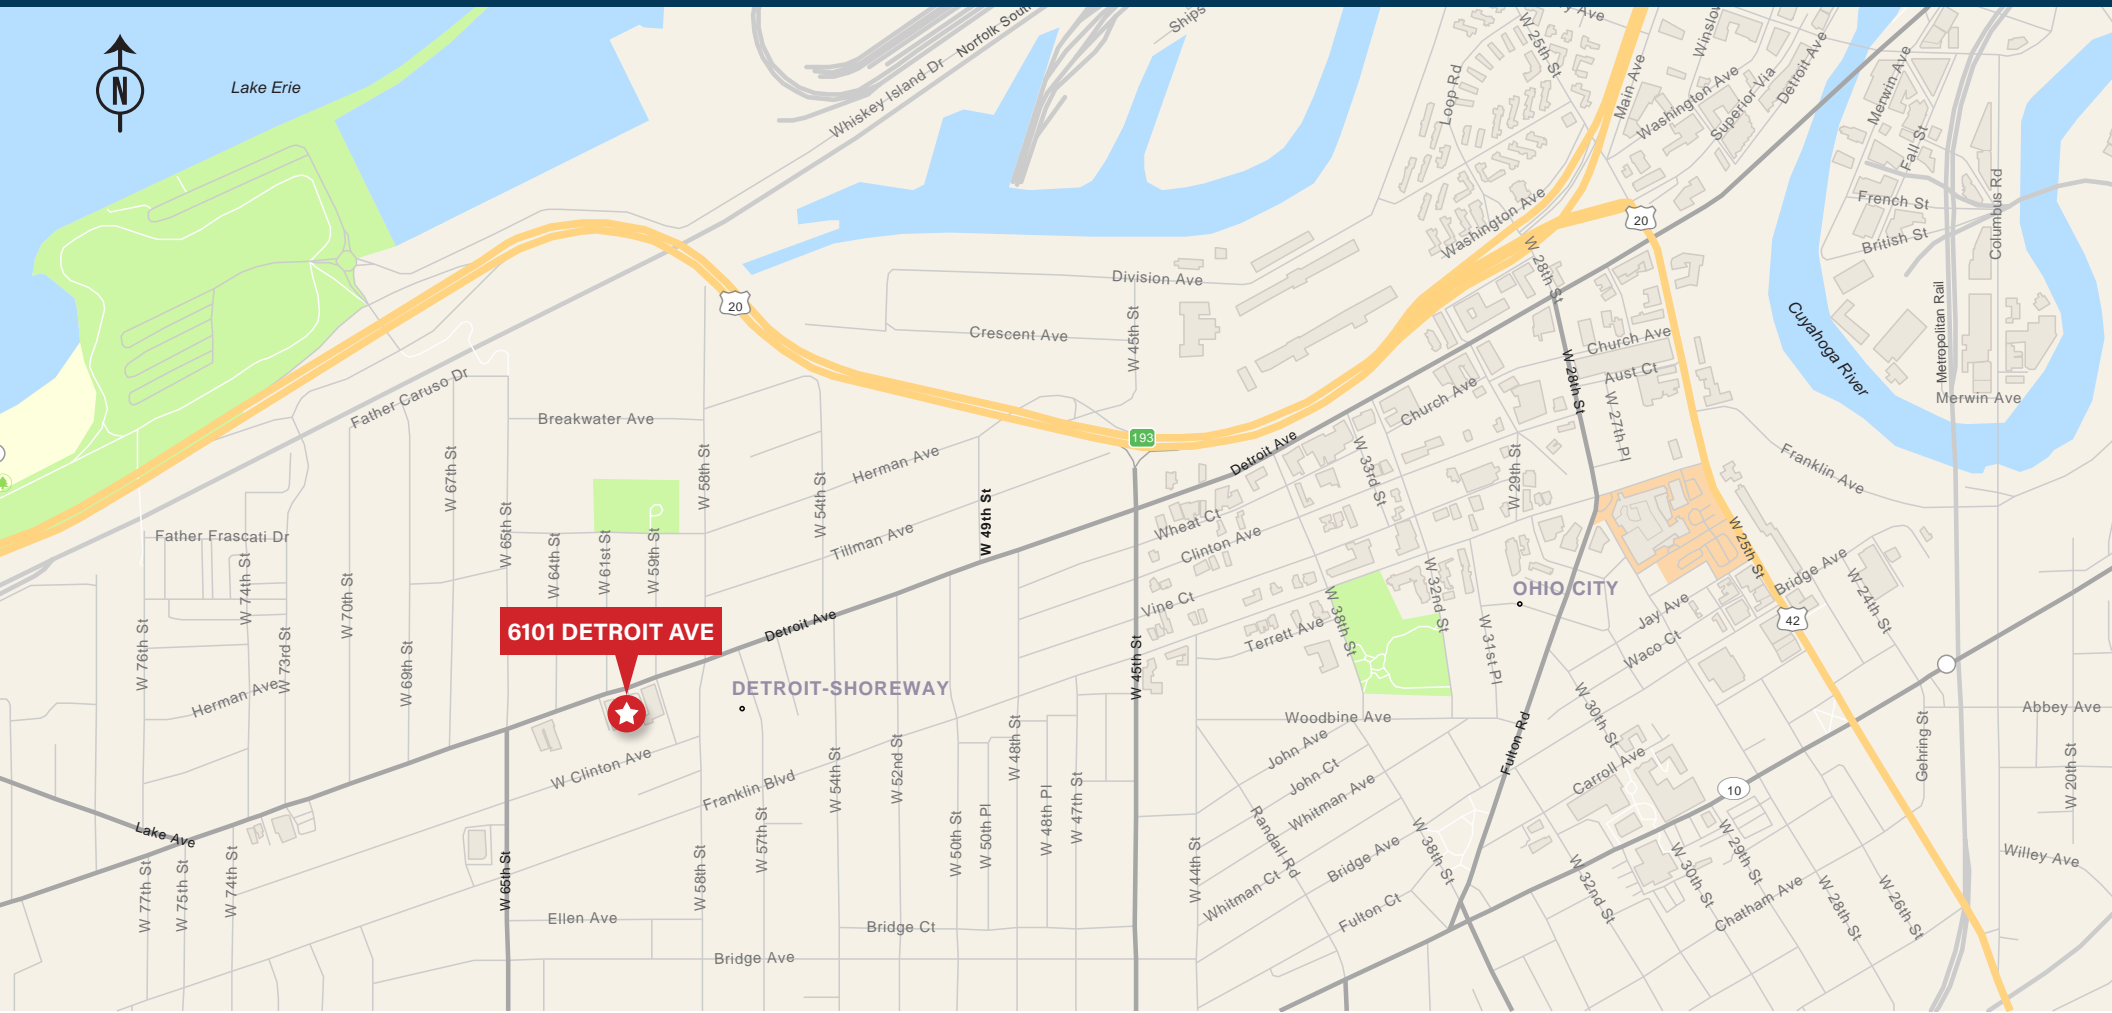 N
Lake Erie
Whiskey Island Dr
Norfolk Sout
Ships
W 25th St
y Ave
Winslow
Main Ave
Loop Rd
Washington Ave
Superior Via
Detroit Ave
Merwin Ave
Fall St
French St
British St
Columbus Rd
Metropolitan Rail
Cuyahoga River
Merwin Ave
20
Washington Ave
W 28th St
Division Ave
Crescent Ave
W 45th St
20
Church Ave
Aust Ct
W 28th St
W 27th Pl
Church Ave
Father Caruso Dr
Breakwater Ave
193
Detroit Ave
W 33rd St
W 29th St
Franklin Ave
W 67th St
W 65th St
W 58th St
W 54th St
Herman Ave
W 49th St
Tillman Ave
Wheat Ct
Clinton Ave
Father Frascati Dr
W 74th St
W 64th St
W 61st St
W 59th St
W 25th St
Bridge Ave
W 24th St
OHIO CITY
W 70th St
W 76th St
W 73rd St
W 69th St
Herman Ave
6101 DETROIT AVE
Detroit Ave
DETROIT-SHOREWAY
Vine Ct
Terrett Ave
W 38th St
W 32nd St
W 31st Pl
Jay Ave
Waco Ct
42
W 45th St
W Clinton Ave
Franklin Blvd
W 54th St
W 52nd St
W 48th St
Woodbine Ave
John Ave
John Ct
Whitman Ave
Fulton Rd
W 30th St
Carroll Ave
10
Gehring St
Abbey Ave
W 20th St
Lake Ave
W 77th St
W 75th St
W 74th St
W 65th St
W 58th St
W 57th St
W 50th St
W 50th Pl
W 48th Pl
W 47th St
W 44th St
Randall Rd
Whitman Ct
Bridge Ave
W 38th St
Fulton Ct
W 32nd St
W 30th St
W 29th St
Chatham Ave
W 28th St
W 26th St
Willey Ave
Ellen Ave
Bridge Ct
Bridge Ave